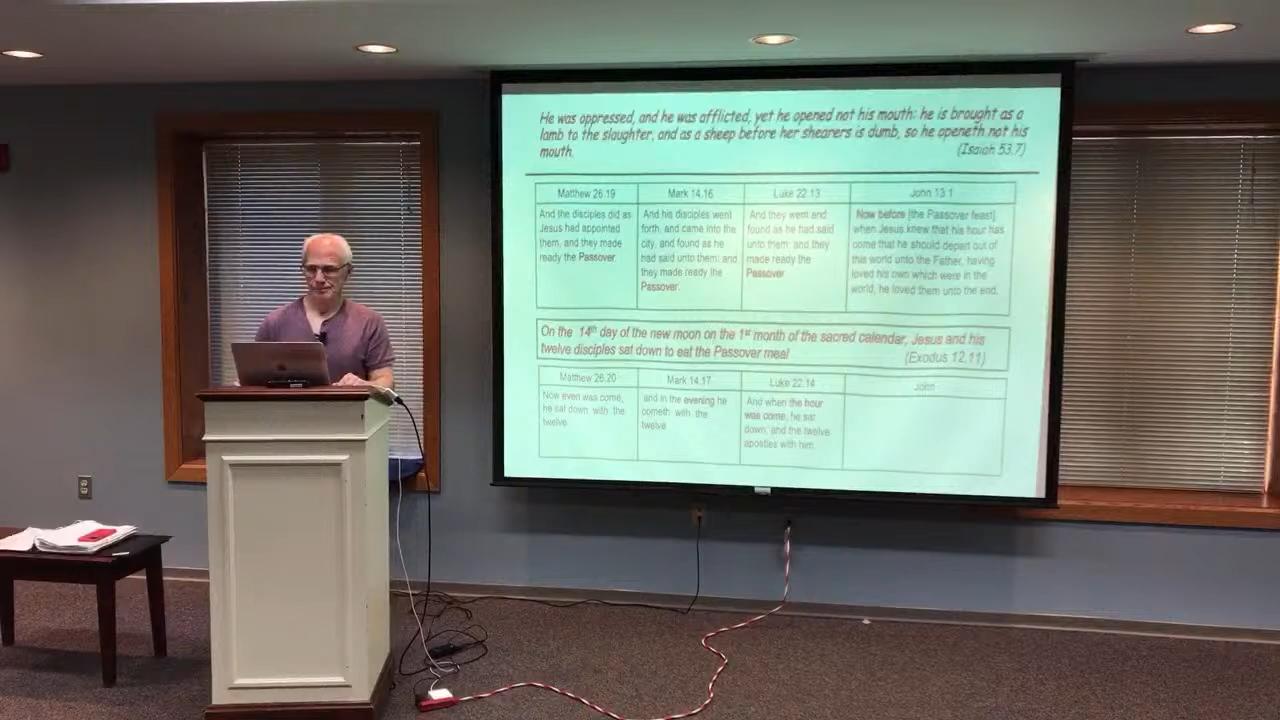 He was oppressed, and he was afflicted, yet he opened not his mouth: he is brought as a
lamb to the slaughter, and as a sheep before her shearers is dumb, so he openeth not his
mouth. (Isaiah 53.7)
Matthew 26.19
And the disciples did as
Jesus had appointed
them, and they made
ready the Passover.
Mark 14.16
And his disciples went
forth, and came into the
city, and found as he
had said unto them: and
they made ready the
Passover.
Luke 22.13
And they went and
found as he had said
unto them: and they
made ready the
Passover
John 13.1
Now before [the Passover feast],
when Jesus knew that his hour has
come that he should depart out of
this world unto the Father, having
loved his own which were in the
world, he loved them unto the end.
On the 14th day of the new moon on the 1st month of the sacred calendar, Jesus and his
twelve disciples sat down to eat the Passover meal (Exodus 12.11)
Matthew 26.20
Now even was come,
he sat down with the
twelve.
Mark 14.17
and in the evening he
cometh with the
twelve
Luke 22.14
And when the hour
was come, he sat
down, and the twelve
apostles with him.
John